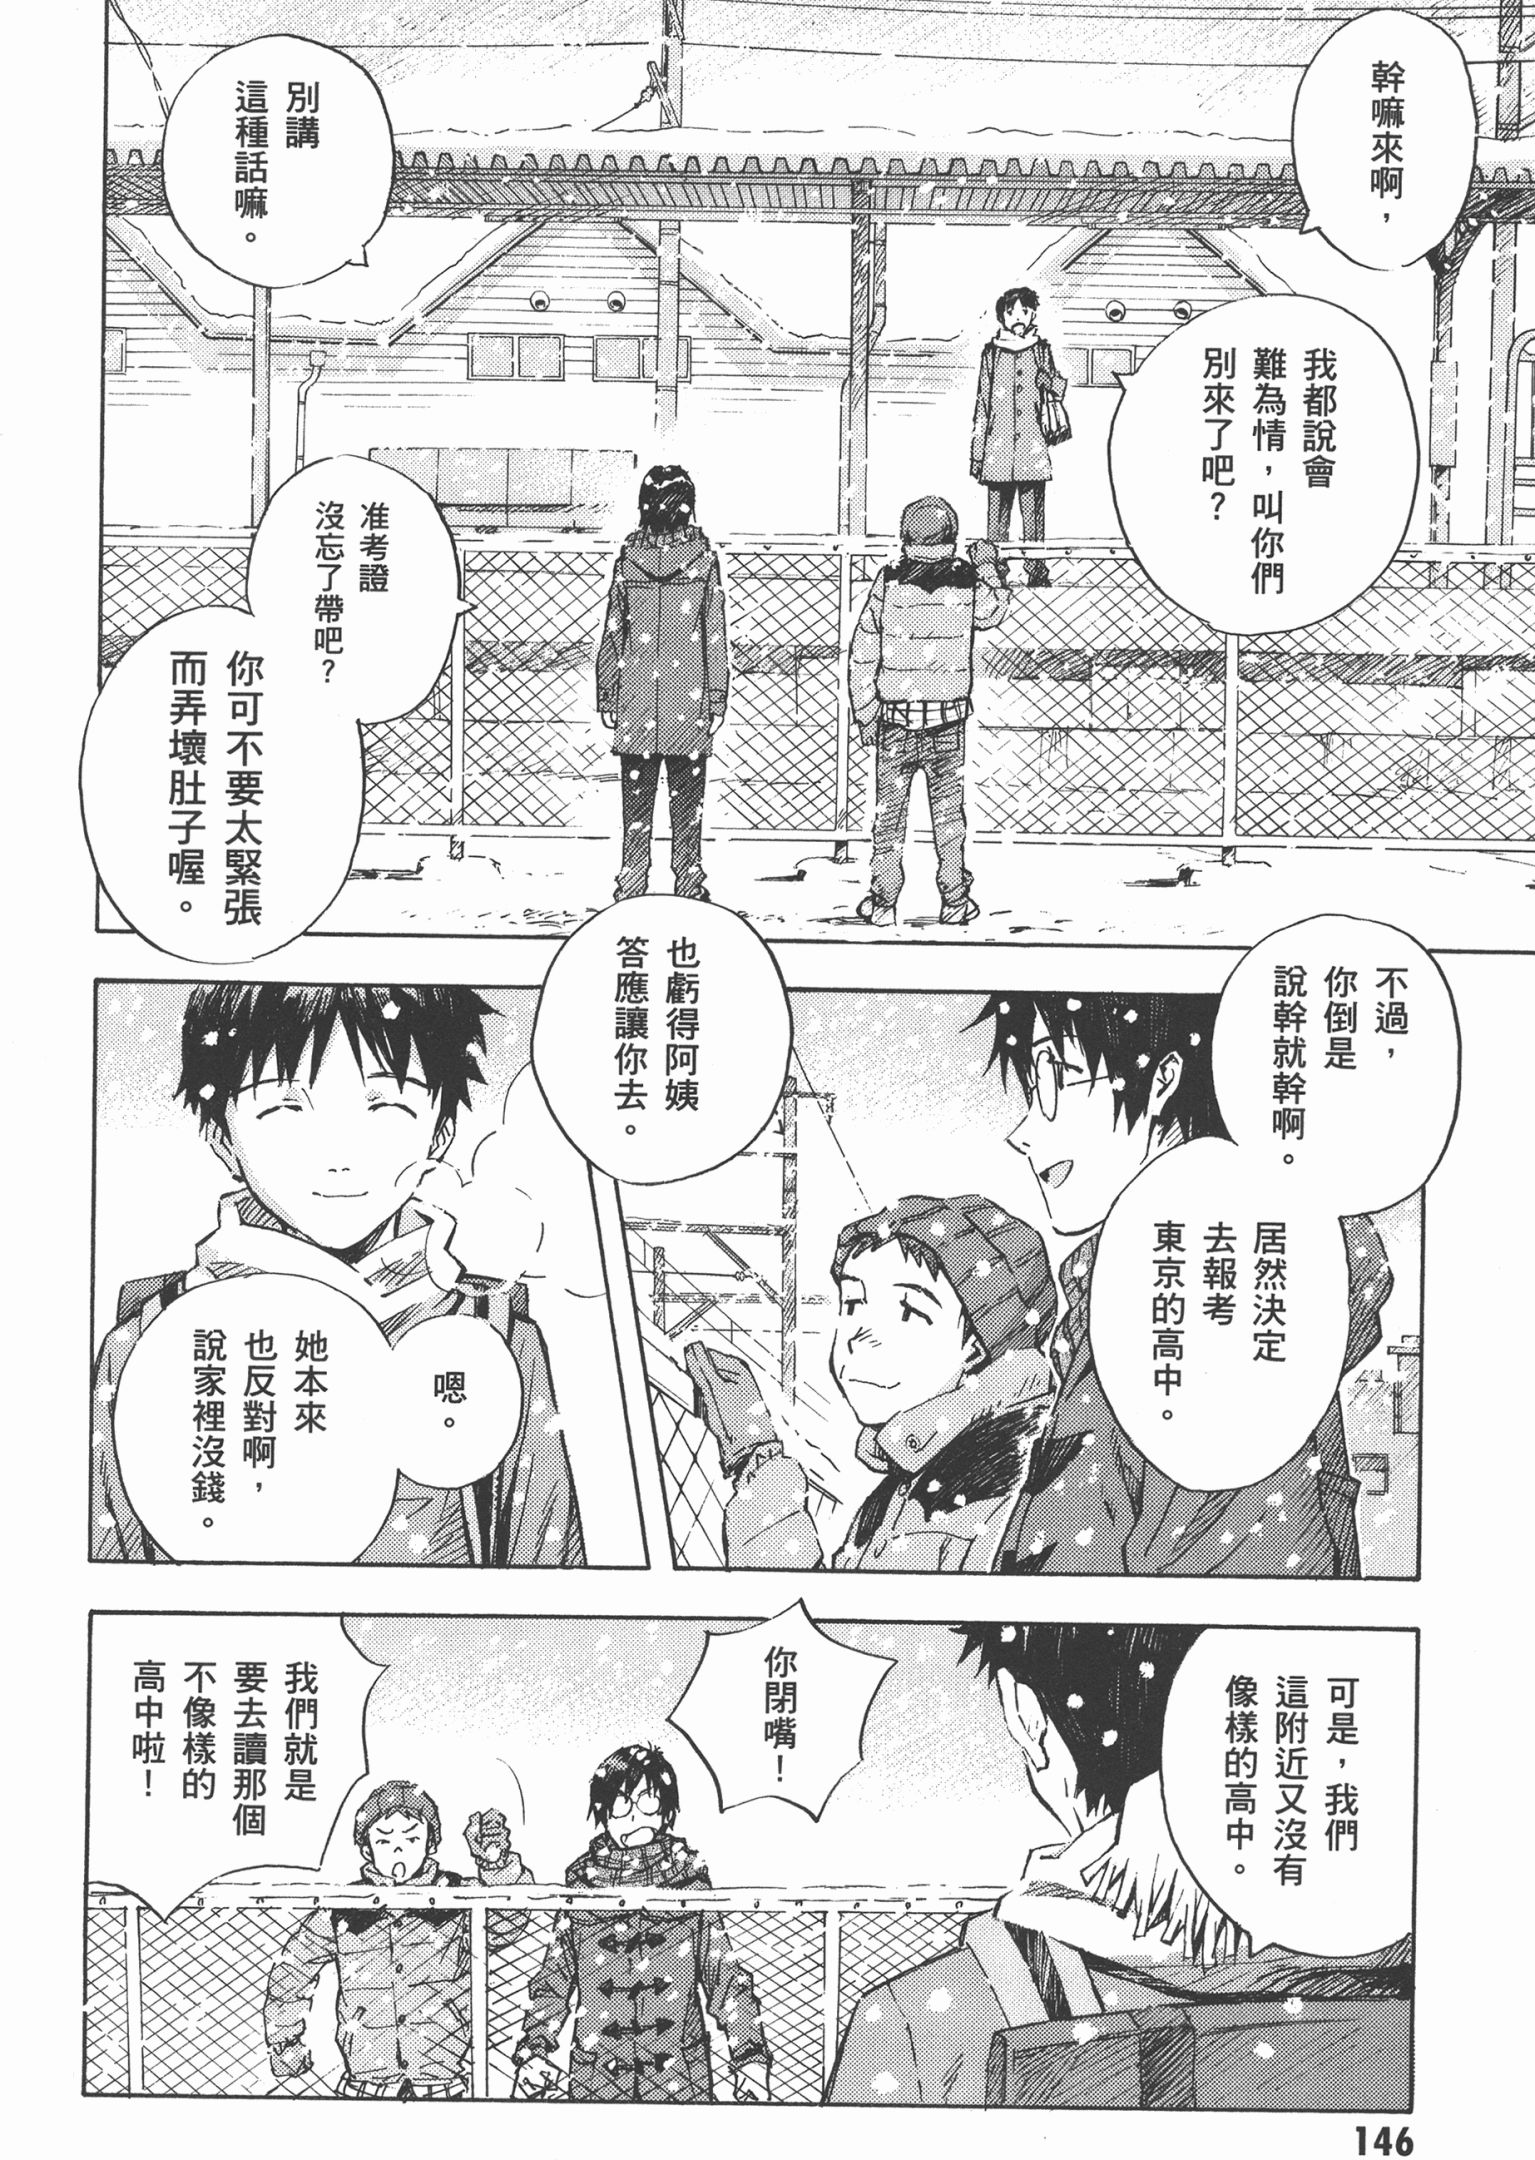 幹嘛來啊，
我都說會
難為情，叫你們
別來了吧？
別講
這種話嘛。
准考證
沒忘了帶吧？
你可不要太緊張
而弄壞肚子喔。
不過，
你倒是
說幹就幹啊。
居然決定
去報考
東京的高中。
也虧得阿姨
答應讓你去。
嗯。
她本來
也反對啊，
說家裡沒錢。
可是，我們
這附近又沒有
像樣的高中。
你閉嘴！
我們就是
要去讀那個
不像樣的
高中啦！
146